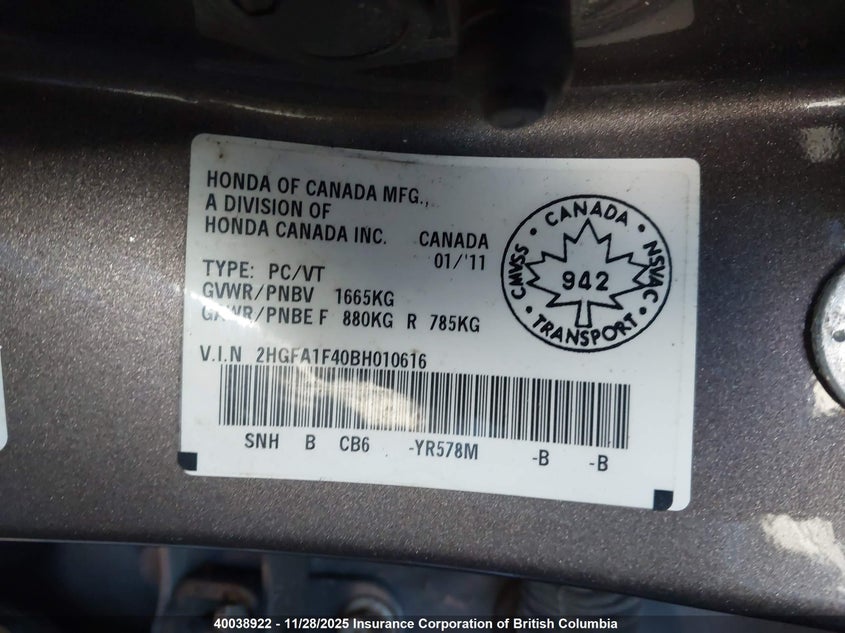 HONDA OF CANADA MFG.,
A DIVISION OF
HONDA CANADA INC. CANADA
01/'11
TYPE: PC/VT
GVWR/PNBV 1665KG
GAWR/PNBE F 880KG R 785KG
V.I.N 2HGFA1F40BH010616
SNH B CB6 -YR578M -B -B
CANADA
CMVSS
NSVAC
942
TRANSPORT
40038922 - 11/28/2025 Insurance Corporation of British Columbia